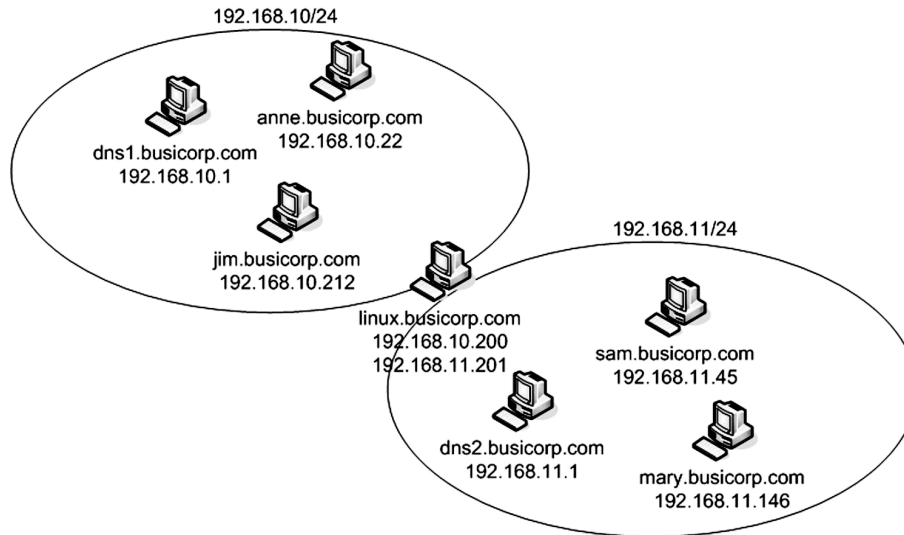 192.168.10/24
anne.busicorp.com
192.168.10.22
dns1.busicorp.com
192.168.10.1
jim.busicorp.com
192.168.10.212
192.168.11/24
linux.busicorp.com
192.168.10.200
192.168.11.201
sam.busicorp.com
192.168.11.45
dns2.busicorp.com
192.168.11.1
mary.busicorp.com
192.168.11.146